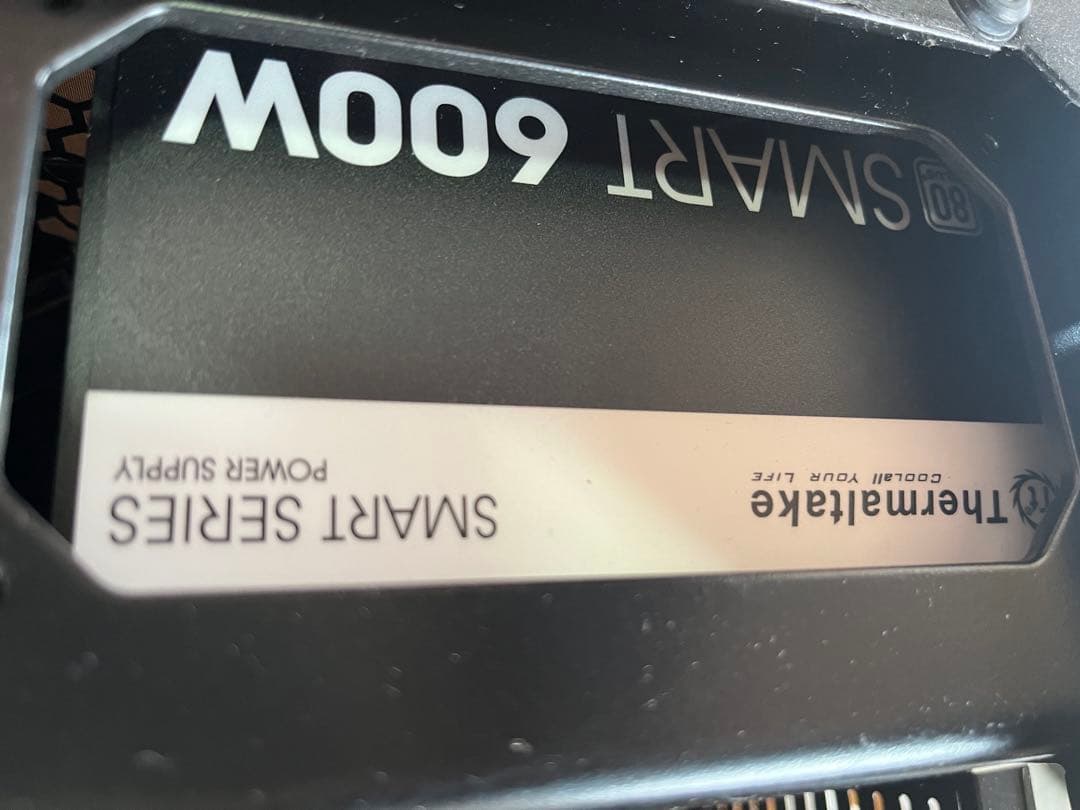 Thermaltake
COOLall YOUR LIFE
SMART SERIES
POWER SUPPLY
80
SMART 600W